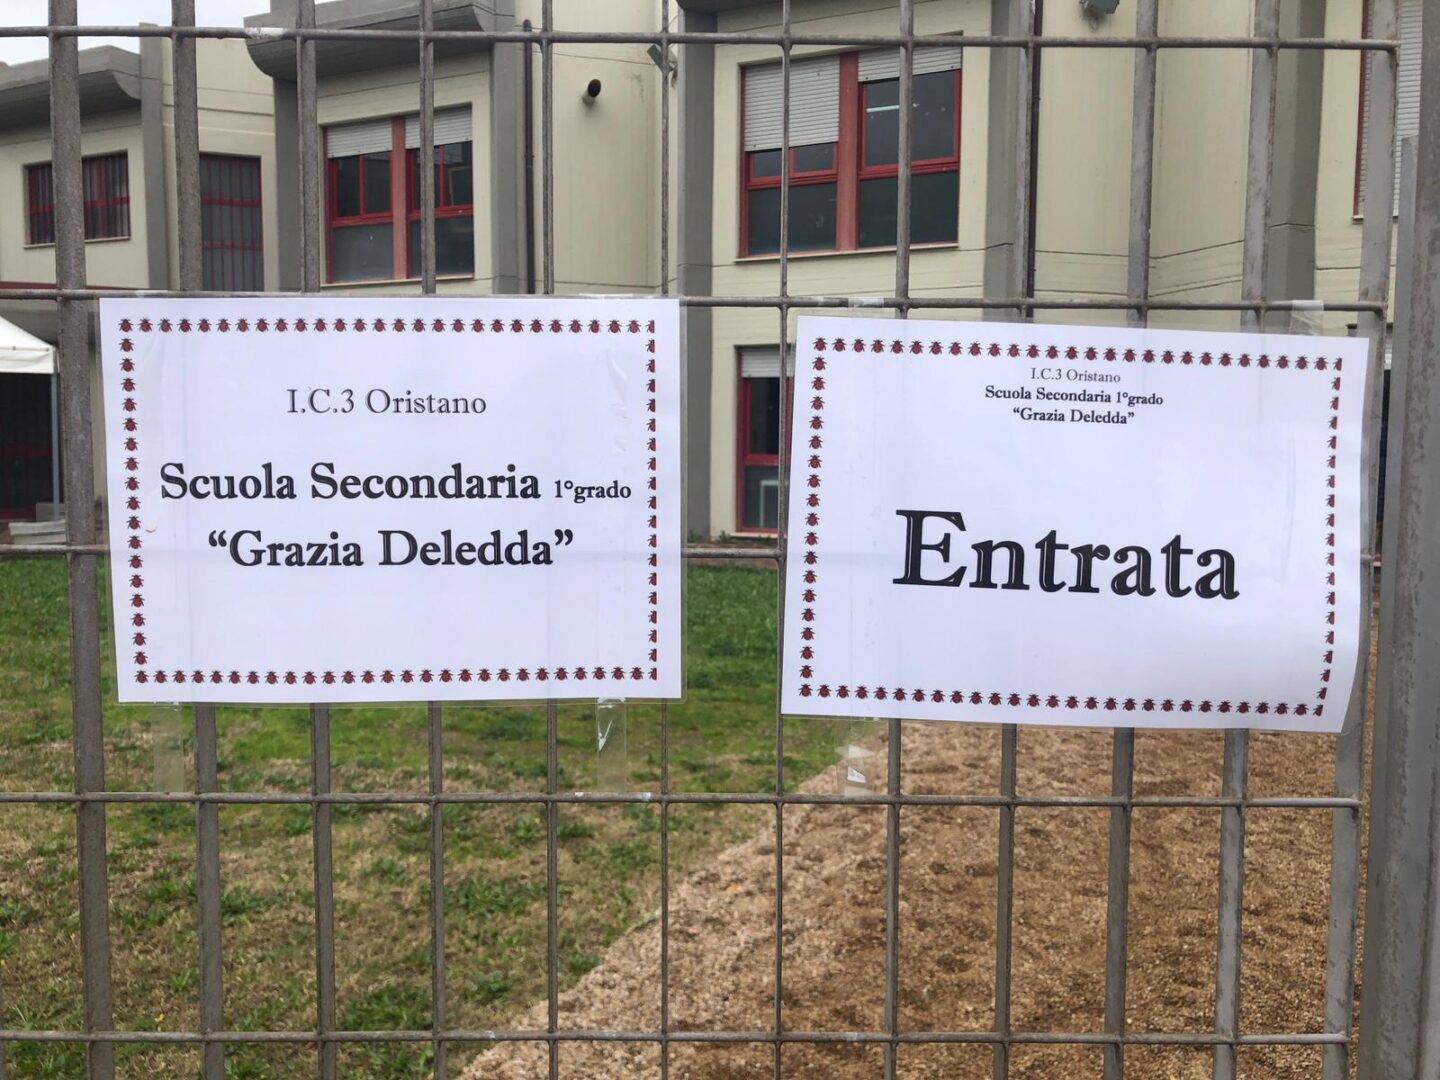 I.C.3 Oristano
Scuola Secondaria 1°grado
“Grazia Deledda”
I.C.3 Oristano
Scuola Secondaria 1°grado
“Grazia Deledda”
Entrata